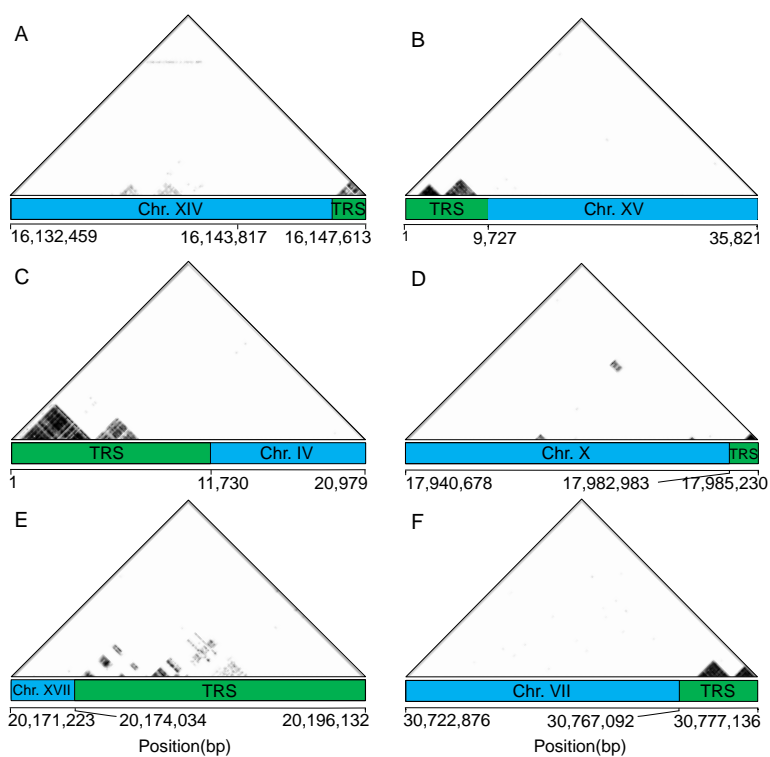 A
Chr. XIV TRS
16,132,459 16,143,817 16,147,613
B
TRS Chr. XV
1 9,727 35,821
C
TRS Chr. IV
1 11,730 20,979
D
Chr. X TRS
17,940,678 17,982,983 17,985,230
E
Chr. XVII TRS
20,171,223 20,174,034 20,196,132
Position(bp)
F
Chr. VII TRS
30,722,876 30,767,092 30,777,136
Position(bp)